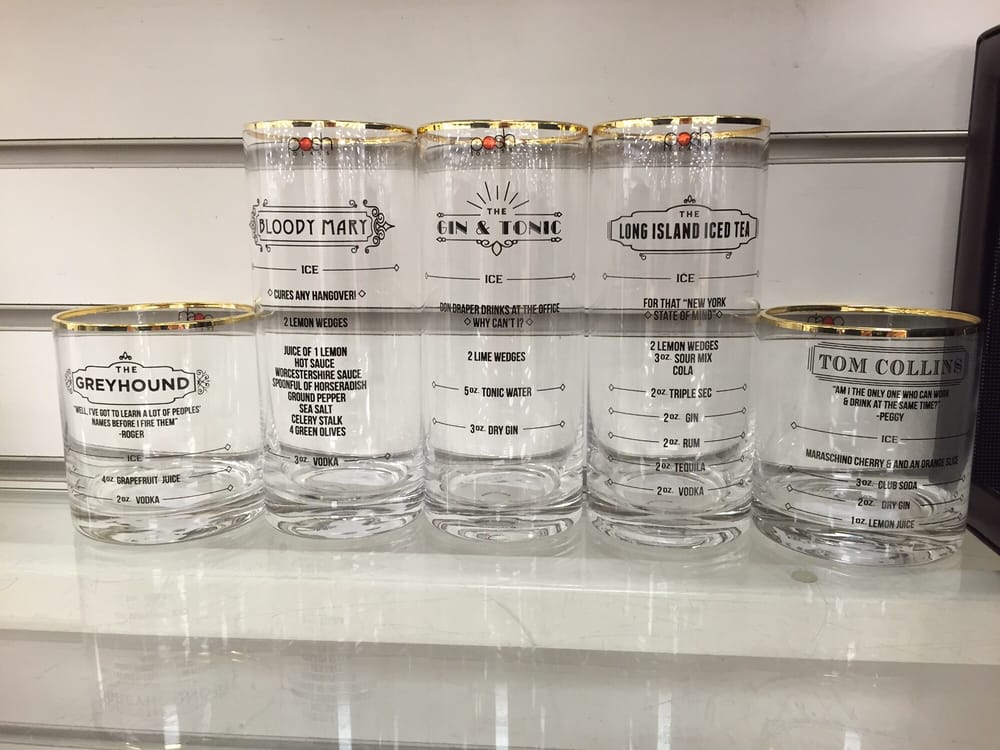 posh
THE
GREYHOUND
"WELL, I'VE GOT TO LEARN A LOT OF PEOPLES'
NAMES BEFORE I FIRE THEM"
-ROGER
ICE
4oz. GRAPEFRUIT JUICE
2oz. VODKA
posh
BLOODY MARY
ICE
CURES ANY HANGOVER!
2 LEMON WEDGES
JUICE OF 1 LEMON
HOT SAUCE
WORCESTERSHIRE SAUCE
SPOONFUL OF HORSERADISH
GROUND PEPPER
SEA SALT
CELERY STALK
4 GREEN OLIVES
3oz. VODKA
posh
THE
GIN & TONIC
ICE
DON DRAPER DRINKS AT THE OFFICE
WHY CAN'T I?
2 LIME WEDGES
5oz. TONIC WATER
3oz. DRY GIN
posh
THE
LONG ISLAND ICED TEA
ICE
FOR THAT "NEW YORK
STATE OF MIND"
2 LEMON WEDGES
3oz. SOUR MIX
COLA
2oz. TRIPLE SEC
2oz. GIN
2oz. RUM
2oz. TEQUILA
2oz. VODKA
posh
TOM COLLINS
"AM I THE ONLY ONE WHO CAN WORK
& DRINK AT THE SAME TIME?"
-PEGGY
ICE
MARASCHING CHERRY & AND AN ORANGE SLICE
3oz. CLUB SODA
2oz. DRY GIN
1oz. LEMON JUICE